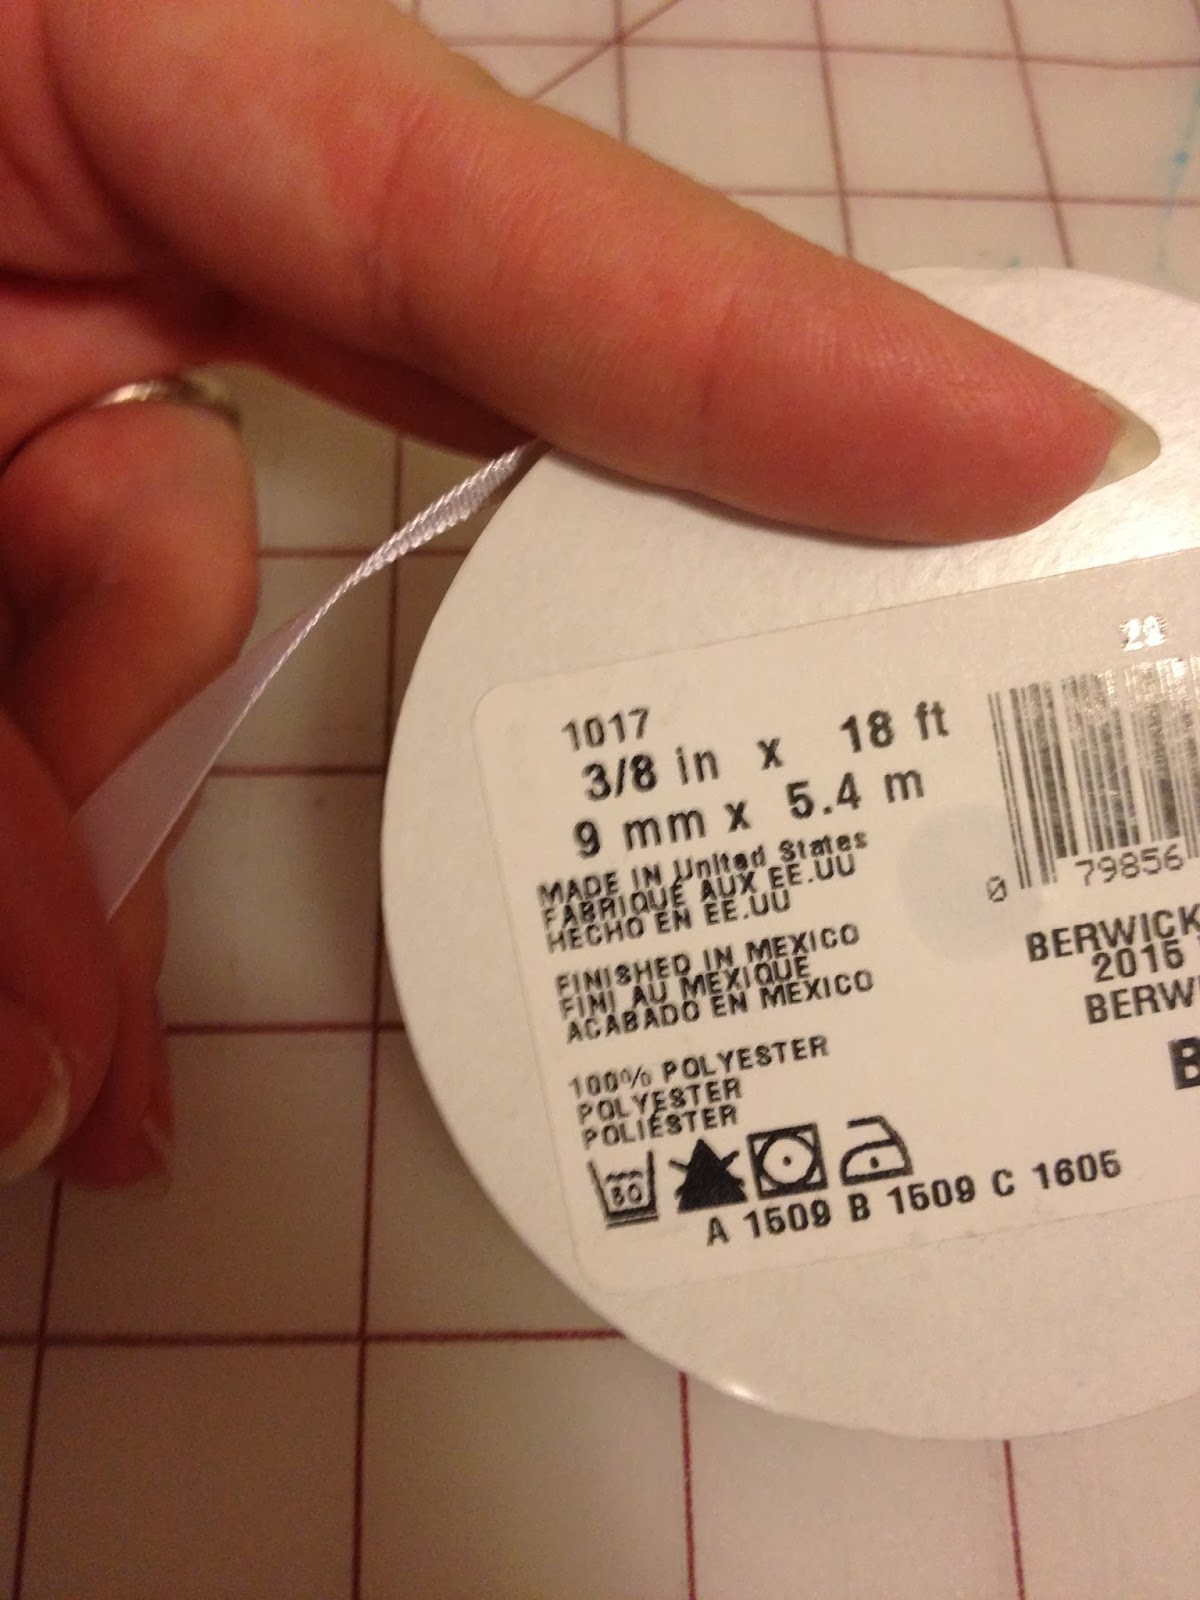 1017
3/8 in x 18 ft
9 mm x 5.4 m
MADE IN United States
FABRIQUÉ AUX EE.UU
HECHO EN EE.UU
FINISHED IN MEXICO
FINI AU MEXIQUE
ACABADO EN MEXICO
100% POLYESTER
POLYESTER
POLIÉSTER
A 1509 B 1509 C 1605
0 79856
BERWICK
2015
BERWI
B